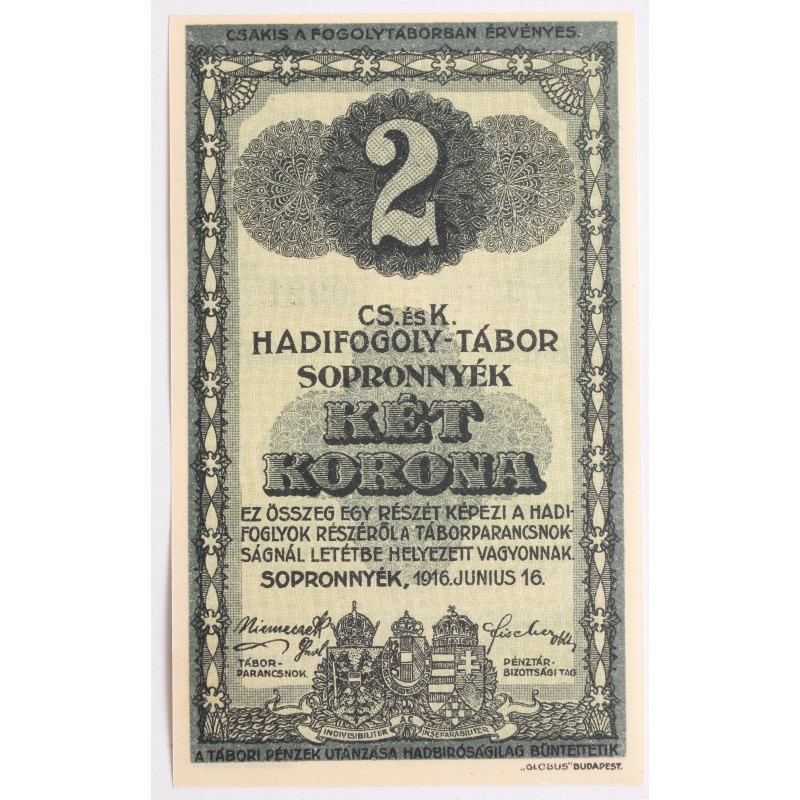 CSAKIS A FOGOLYTÁBORBAN ÉRVÉNYES.
2
CS. ÉS K.
HADIFOGOLY-TÁBOR
SOPRONNYÉK
KÉT
KORONA
EZ ÖSSZEG EGY RÉSZÉT KÉPEZI A HADI-
FOGLYOK RÉSZÉRŐL A TÁBORPARANCSNOK-
SÁGNÁL LETÉTBE HELYEZETT VAGYONNAK.
SOPRONNYÉK, 1916. JUNIUS 16.
TÁBOR-
PARANCSNOK.
Fischer
PÉNZTÁR-
BIZOTTSÁGI TAG
INDIVISIBILITER AC INSEPARABILITER
A TÁBORI PÉNZEK UTÁNZÁSA HADBIRÓSÁGILAG BÜNTETTETIK
„GLOBUS" BUDAPEST.